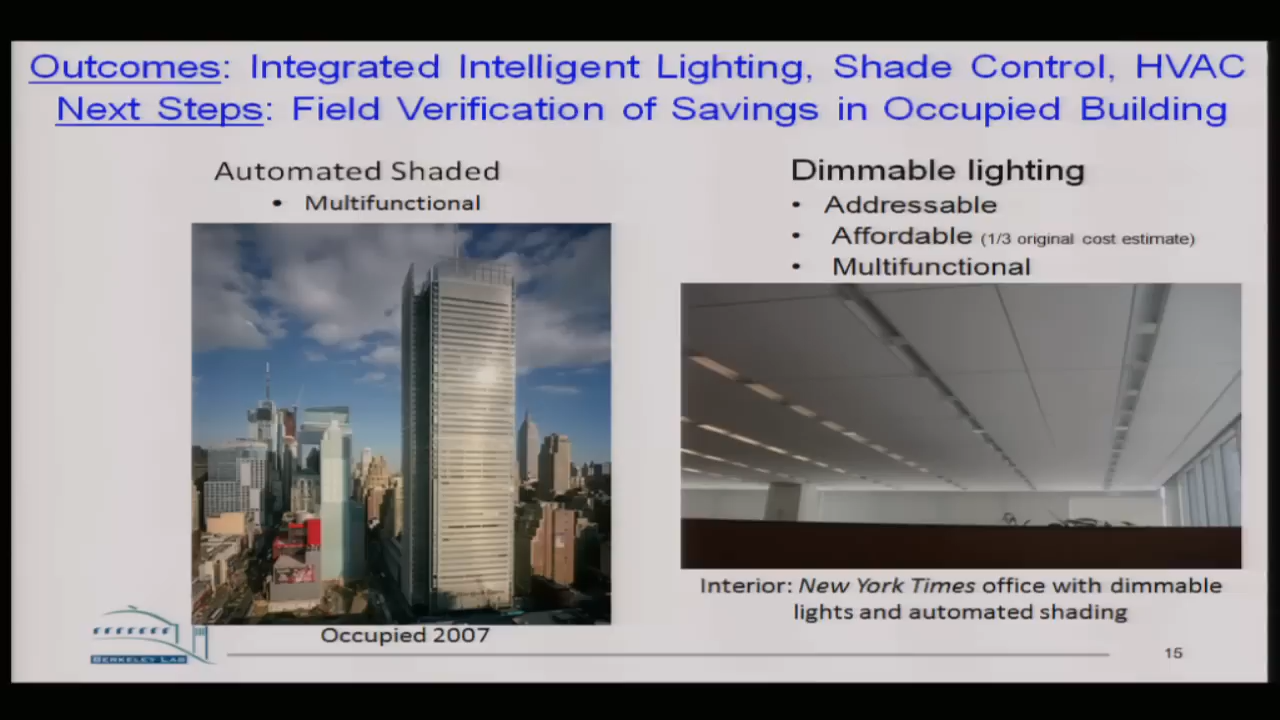 Outcomes: Integrated Intelligent Lighting, Shade Control, HVAC
Next Steps: Field Verification of Savings in Occupied Building
Automated Shaded
• Multifunctional
Dimmable lighting
• Addressable
• Affordable (1/3 original cost estimate)
• Multifunctional
Interior: New York Times office with dimmable
lights and automated shading
Occupied 2007
BERKELEY LAB
15